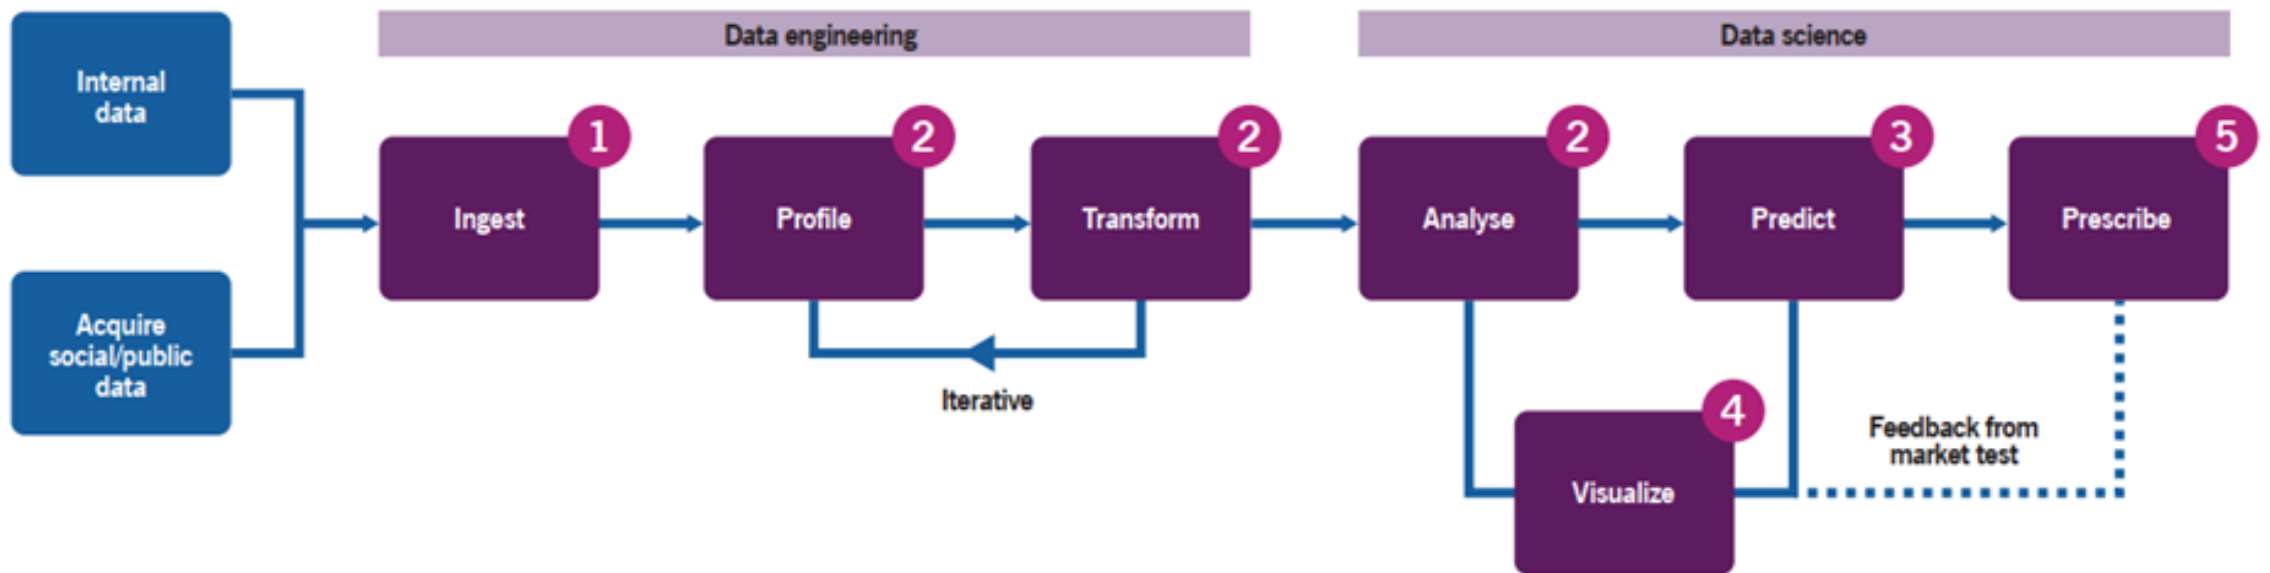 Data engineering
Data science
Internal
data
Acquire
social/public
data
1
Ingest
2
Profile
2
Transform
Iterative
2
Analyse
3
Predict
5
Prescribe
4
Visualize
Feedback from
market test